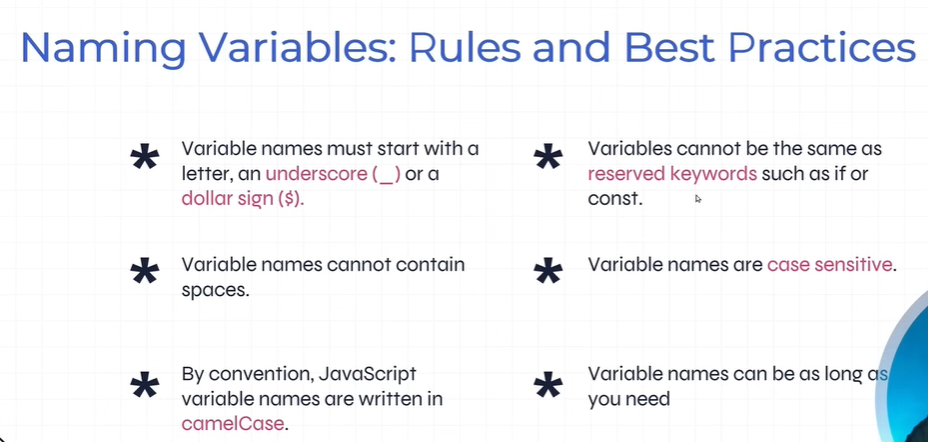 Naming Variables: Rules and Best Practices
* Variable names must start with a
letter, an underscore (_) or a
dollar sign ($).
* Variables cannot be the same as
reserved keywords such as if or
const.
* Variable names cannot contain
spaces.
* Variable names are case sensitive.
* By convention, JavaScript
variable names are written in
camelCase.
* Variable names can be as long as
you need